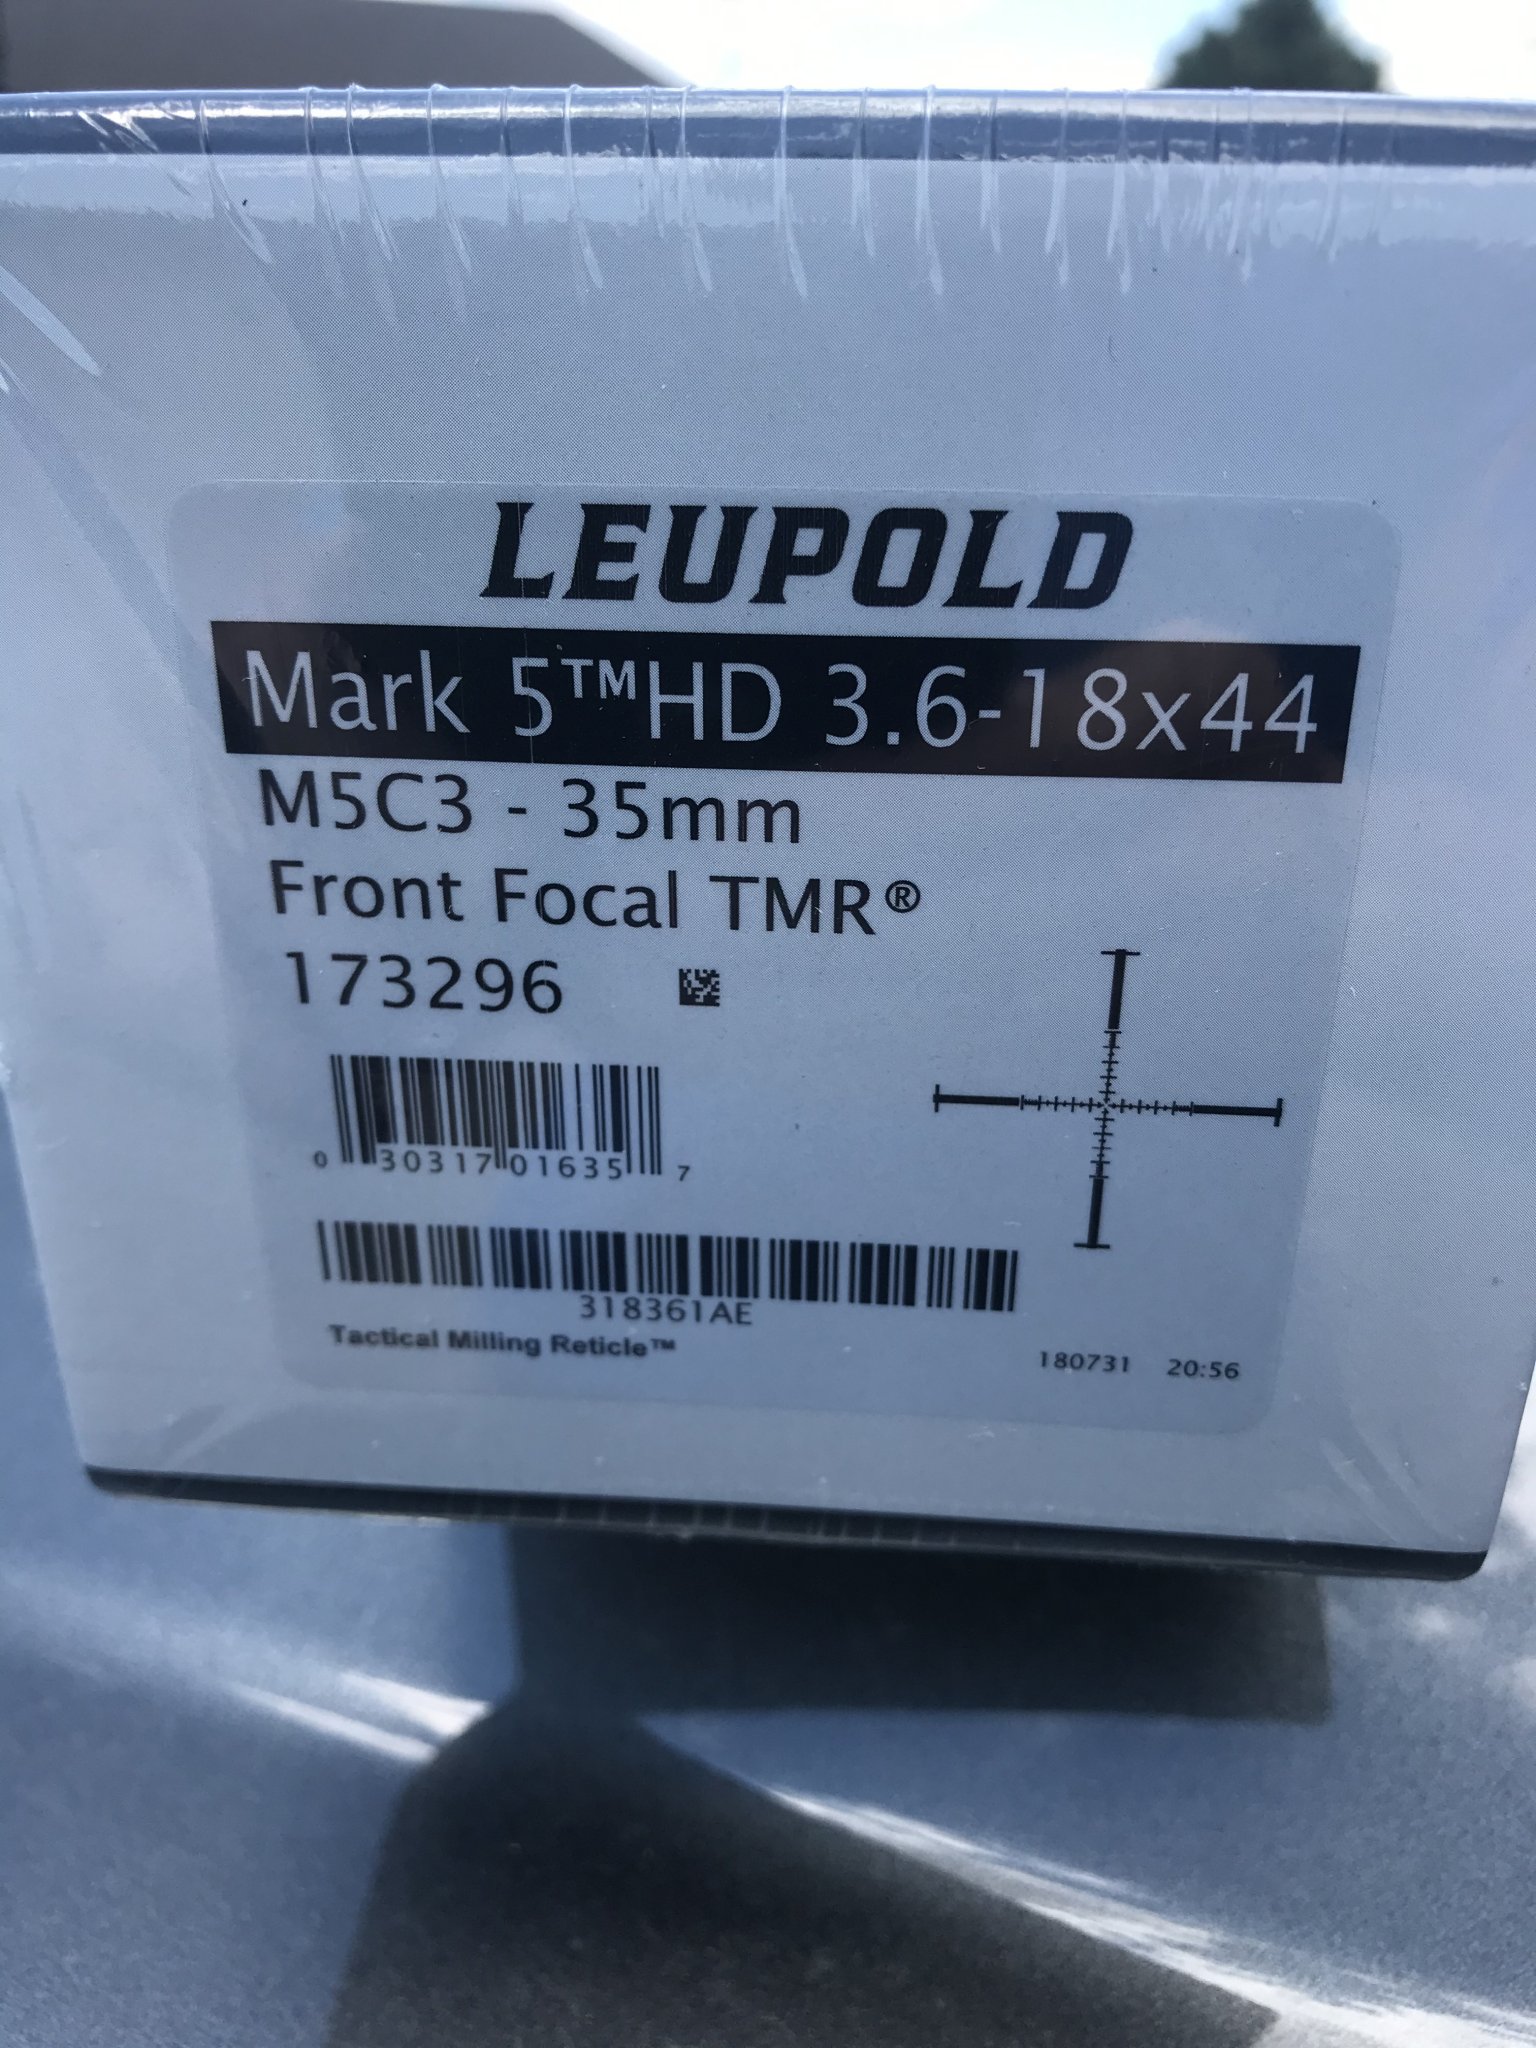 LEUPOLD
Mark 5™HD 3.6-18x44
M5C3 - 35mm
Front Focal TMR®
173296
0 30317 01635 7
318361AE
Tactical Milling Reticle™
180731 20:56